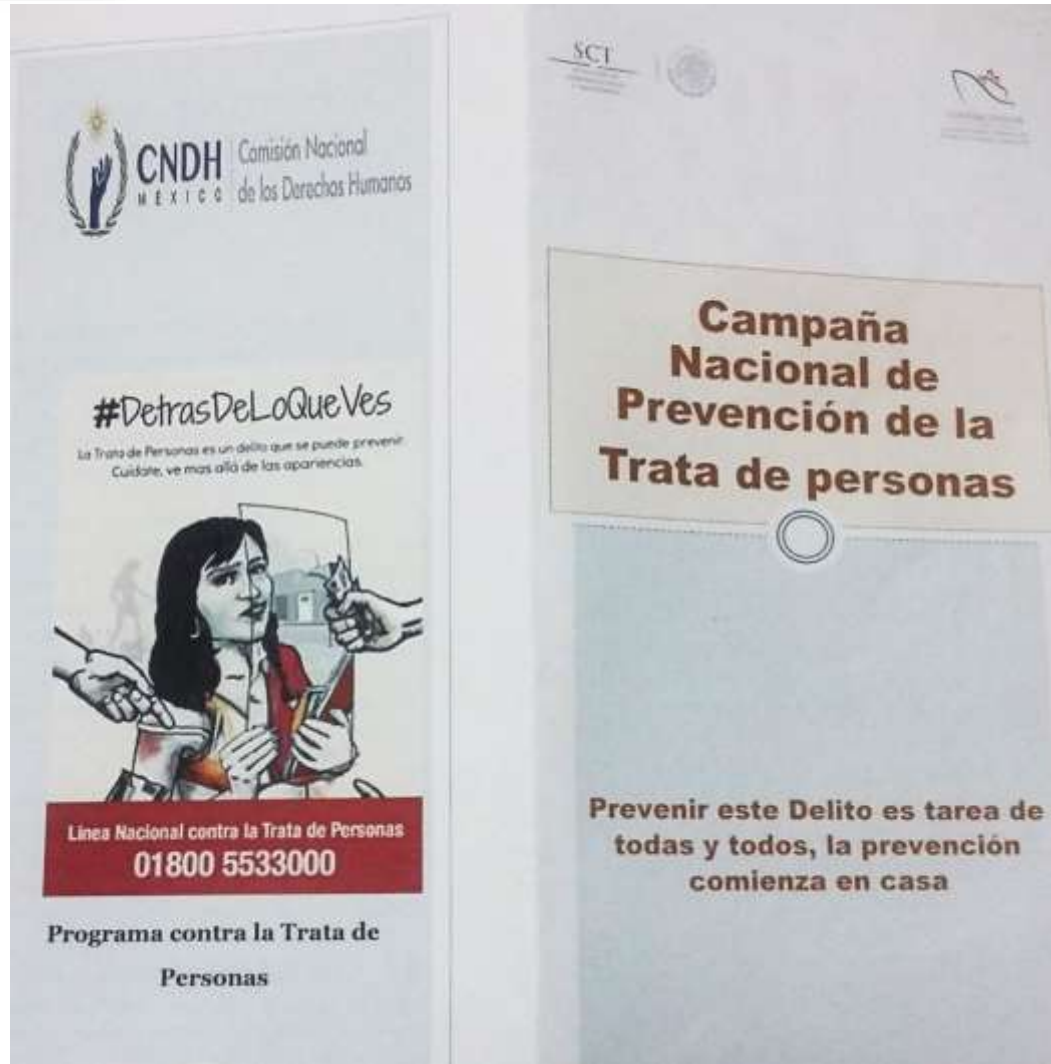 CNDH
MÉXICO
Comisión Nacional
de los Derechos Humanos
#DetrasDeLoQueVes
La Trata de Personas es un delito que se puede prevenir.
Cuidate, ve mas allá de las apariencias.
Línea Nacional contra la Trata de Personas
01800 5533000
Programa contra la Trata de
Personas
SCT
Campaña
Nacional de
Prevención de la
Trata de personas
Prevenir este Delito es tarea de
todas y todos, la prevención
comienza en casa